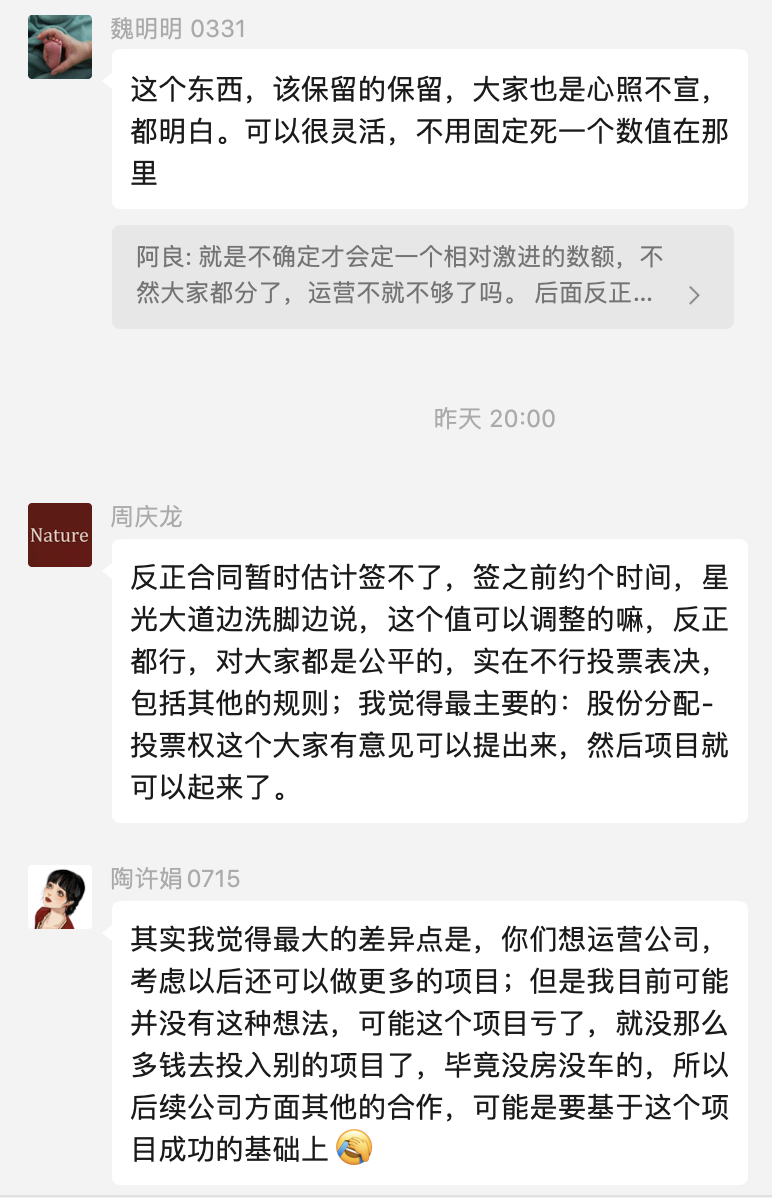 魏明明 0331
这个东西，该保留的保留，大家也是心照不宣，
都明白。可以很灵活，不用固定死一个数值在那
里
阿良: 就是不确定才会定一个相对激进的数额，不
然大家都分了，运营不就不够了吗。 后面反正...
昨天 20:00
周庆龙
Nature
反正合同暂时估计签不了，签之前约个时间，星
光大道边洗脚边说，这个值可以调整的嘛，反正
都行，对大家都是公平的，实在不行投票表决，
包括其他的规则；我觉得最主要的：股份分配-
投票权这个大家有意见可以提出来，然后项目就
可以起来了。
陶许娟0715
其实我觉得最大的差异点是，你们想运营公司，
考虑以后还可以做更多的项目；但是我目前可能
并没有这种想法，可能这个项目亏了，就没那么
多钱去投入别的项目了，毕竟没房没车的，所以
后续公司方面其他的合作，可能是要基于这个项
目成功的基础上🤦